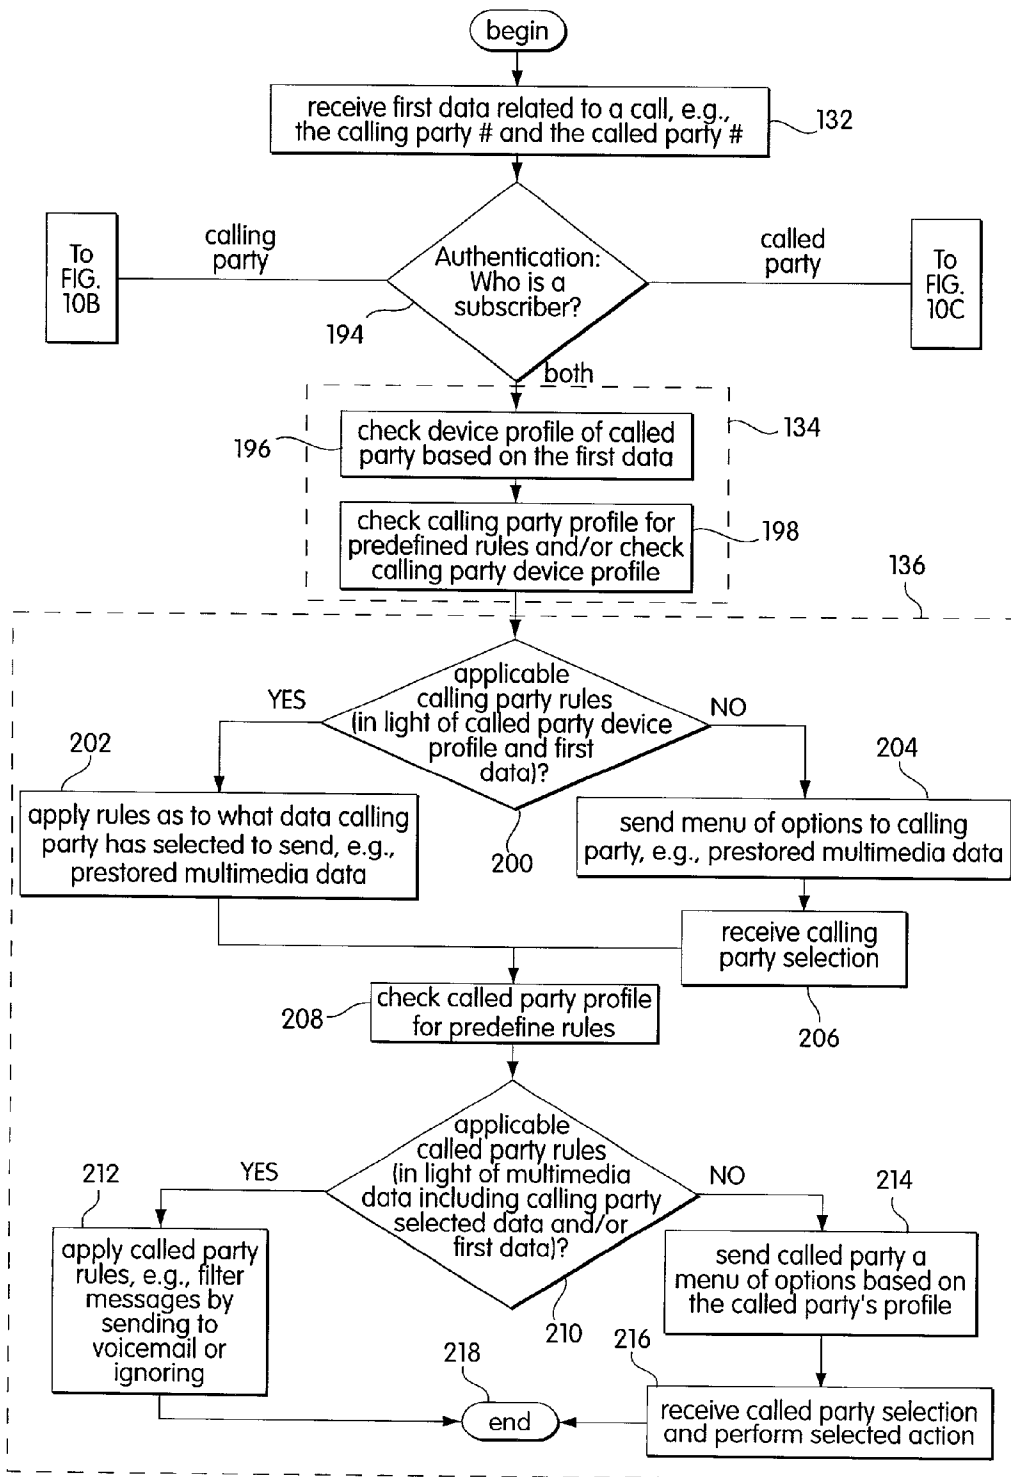 begin
receive first data related to a call, e.g.,
the calling party # and the called party #
132
To
FIG.
10B
calling
party
Authentication:
Who is a
subscriber?
194
called
party
To
FIG.
10C
both
134
196
check device profile of called
party based on the first data
check calling party profile for
predefined rules and/or check
calling party device profile
198
136
applicable
calling party rules
(in light of called party device
profile and first
data)?
YES
NO
200
202
apply rules as to what data calling
party has selected to send, e.g.,
prestored multimedia data
204
send menu of options to calling
party, e.g., prestored multimedia data
receive calling
party selection
206
208
check called party profile
for predefine rules
applicable
called party rules
(in light of multimedia
data including calling party
selected data and/or
first data)?
YES
NO
210
212
apply called party
rules, e.g., filter
messages by
sending to
voicemail or
ignoring
214
send called party a
menu of options based on
the called party's profile
216
receive called party selection
and perform selected action
218
end